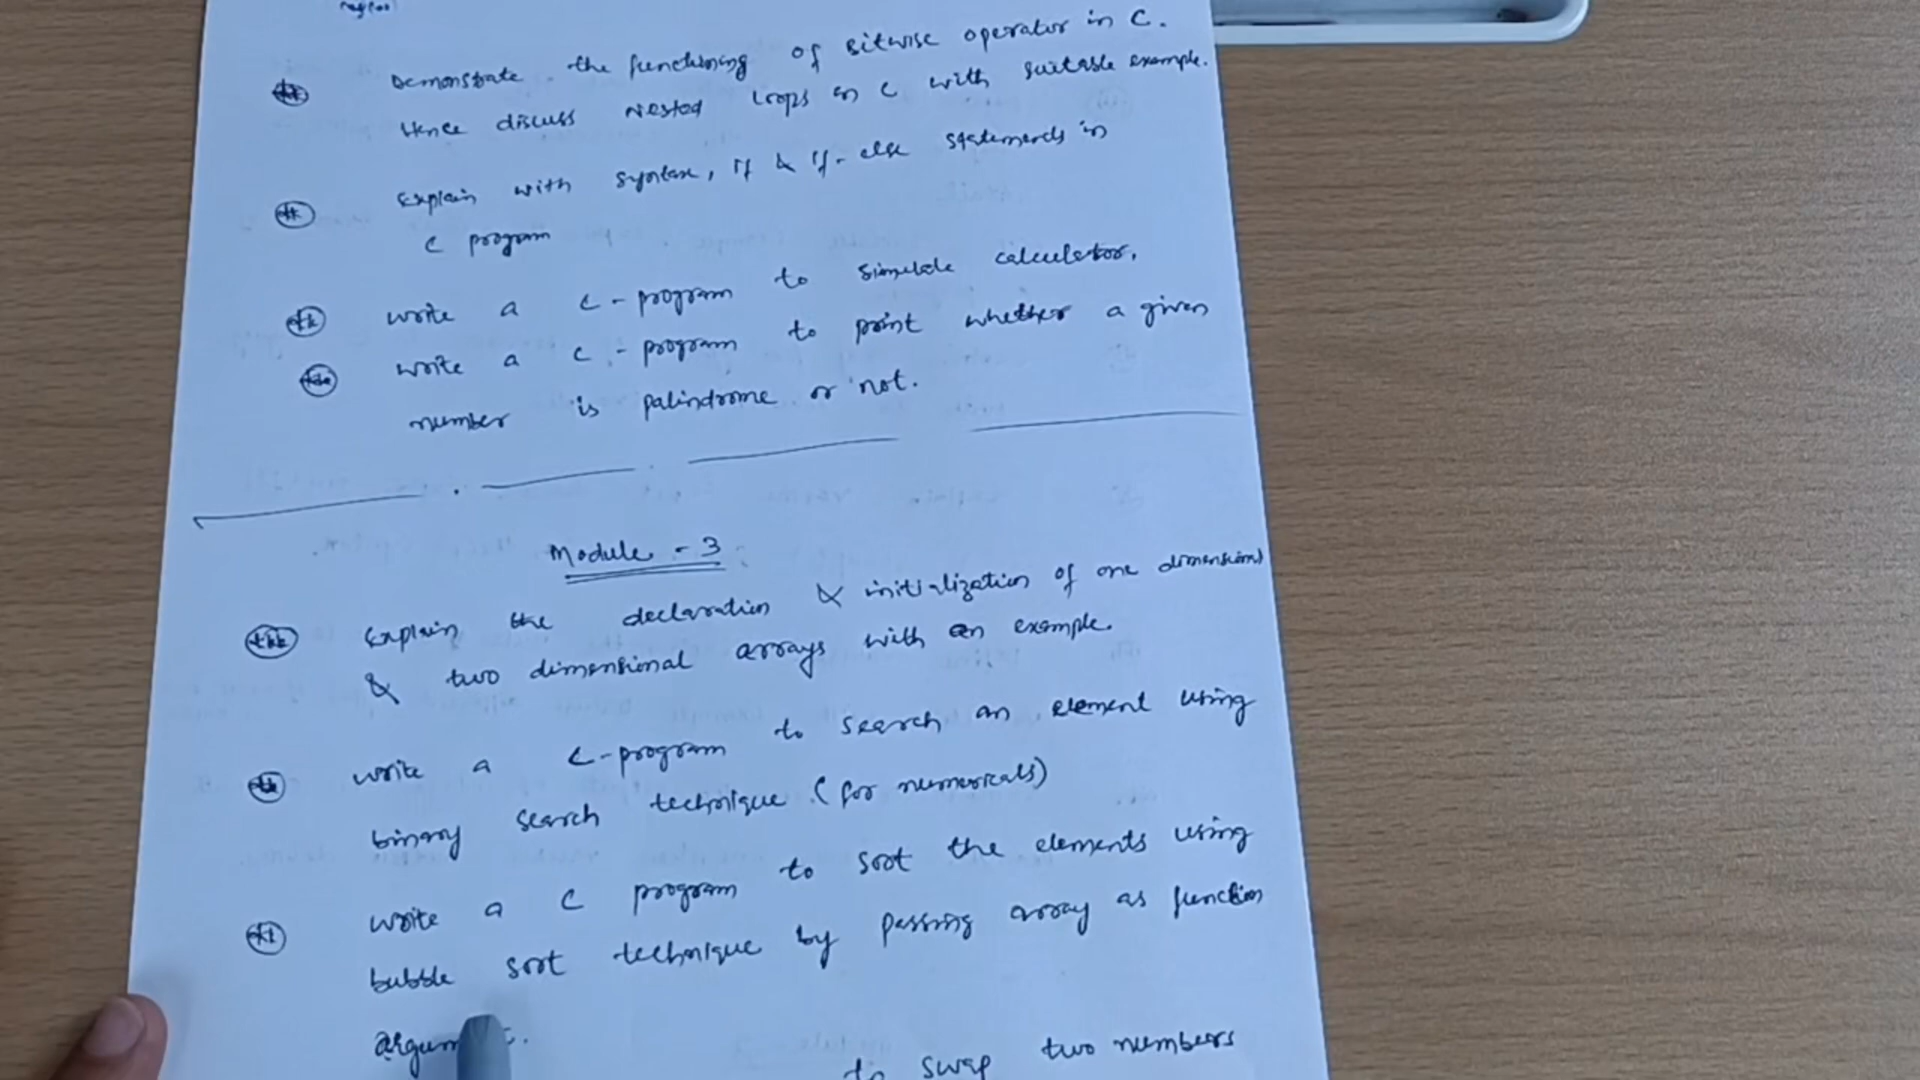 Demonstrate the functioning of Bitwise operator in C.
Hence discuss Nested loops in C with suitable example.
** Explain with syntax, if & if-else statements in
C program
** write a C-program to simulate calculator.
write a C-program to print whether a given
number is palindrome or not.
Module-3
*** Explain the declaration & initialization of one dimensional
& two dimensional arrays with an example.
** write a C-program to search an element using
binary search technique (for numericals)
** write a C program to sort the elements using
bubble sort technique by passing array as function
to swap two numbers